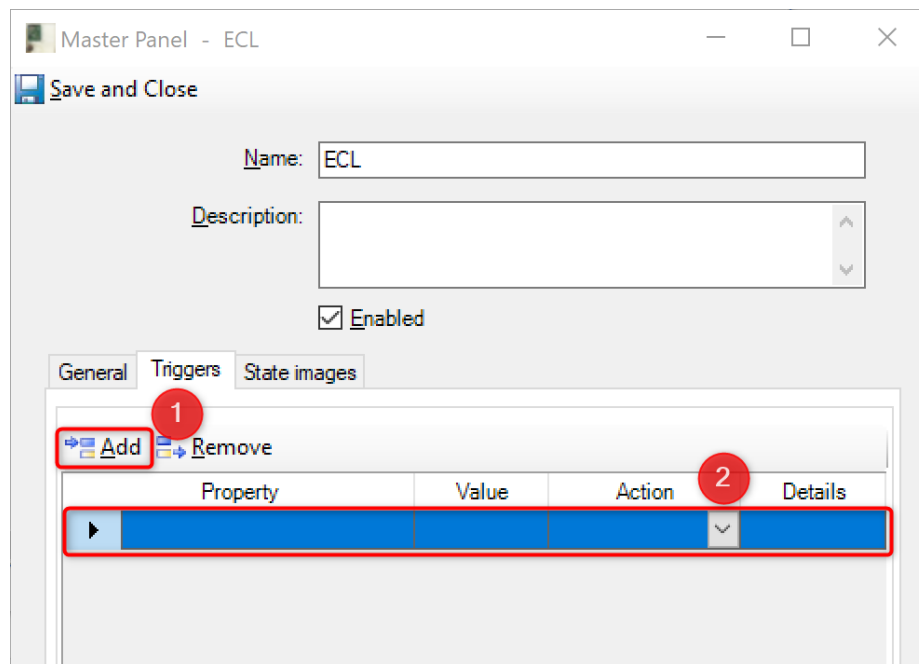 Master Panel - ECL
Save and Close
Name: ECL
Description:
Enabled
General Triggers State images
1
Add Remove
2
Property Value Action Details